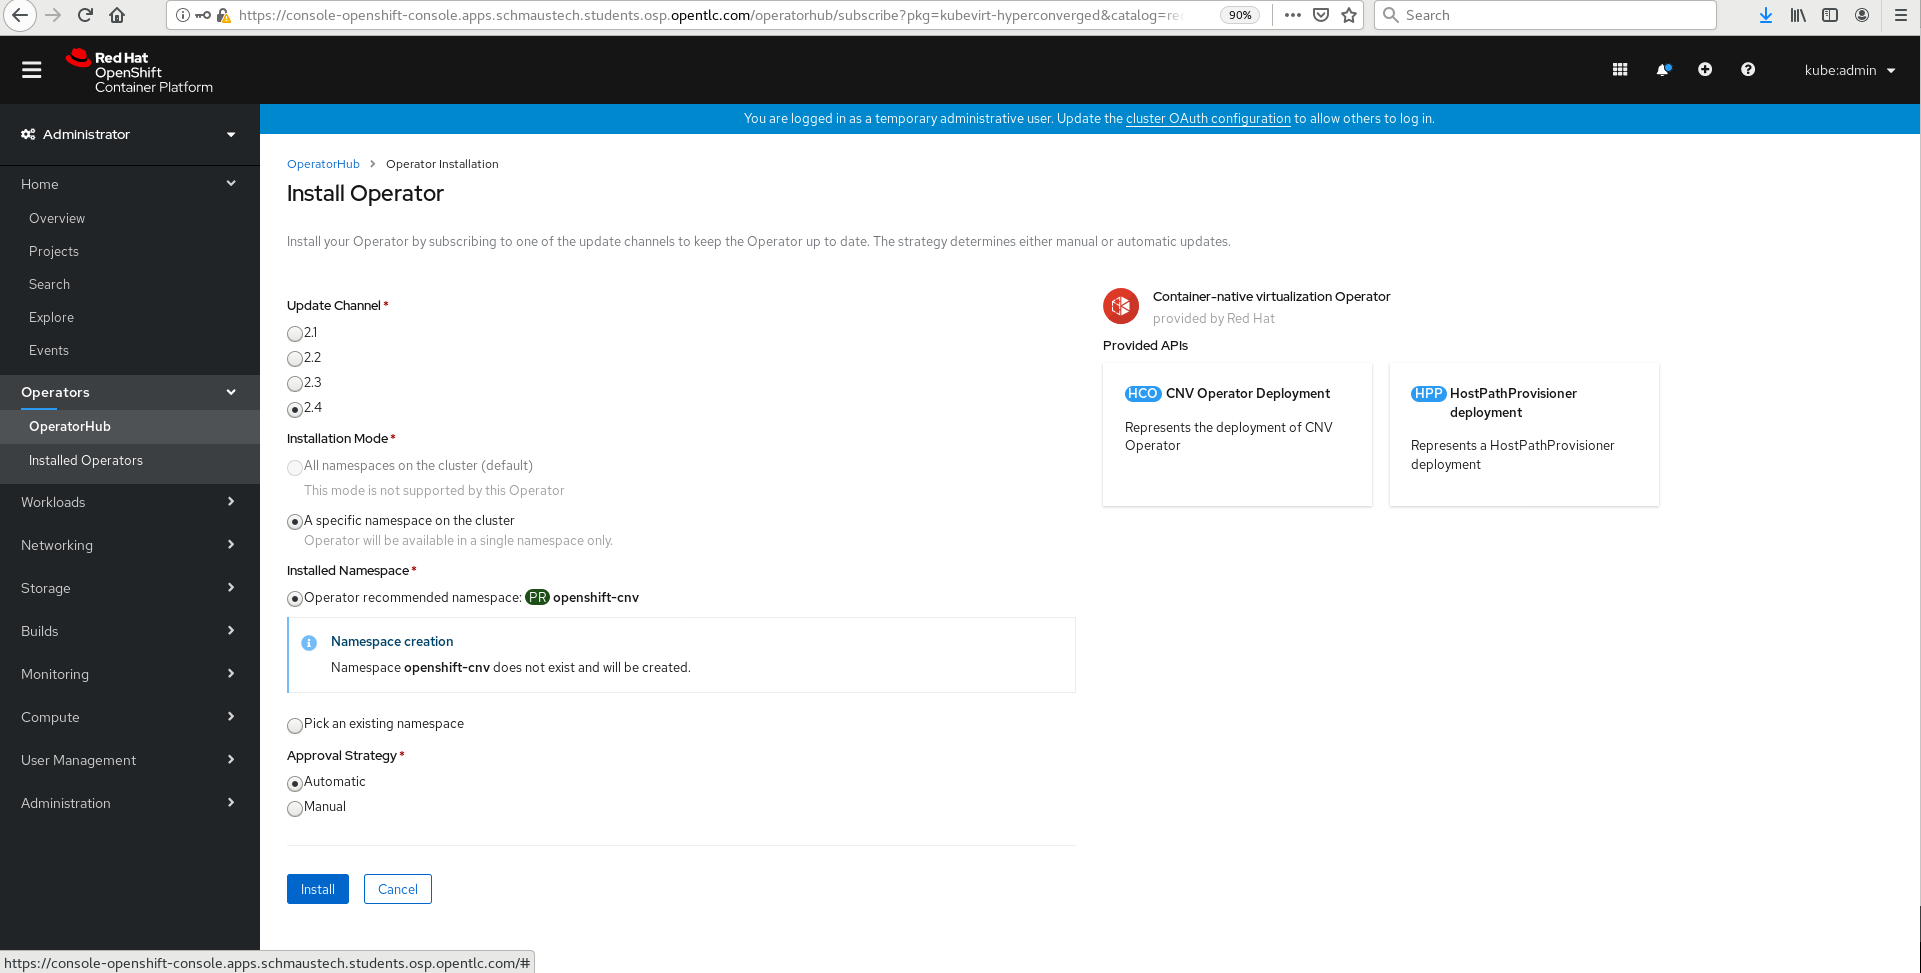 https://console-openshift-console.apps.schmaustech.students.osp.opentlc.com/operatorhub/subscribe?pkg=kubevirt-hyperconverged&catalog=re
90%
Search
Red Hat
OpenShift
Container Platform
kube:admin
Administrator
You are logged in as a temporary administrative user. Update the cluster OAuth configuration to allow others to log in.
Home
Overview
Projects
Search
Explore
Events
Operators
OperatorHub
Installed Operators
Workloads
Networking
Storage
Builds
Monitoring
Compute
User Management
Administration
OperatorHub > Operator Installation
Install Operator
Install your Operator by subscribing to one of the update channels to keep the Operator up to date. The strategy determines either manual or automatic updates.
Update Channel *
2.1
2.2
2.3
2.4
Installation Mode *
All namespaces on the cluster (default)
This mode is not supported by this Operator
A specific namespace on the cluster
Operator will be available in a single namespace only.
Installed Namespace *
Operator recommended namespace: PR openshift-cnv
Namespace creation
Namespace openshift-cnv does not exist and will be created.
Pick an existing namespace
Approval Strategy *
Automatic
Manual
Install
Cancel
Container-native virtualization Operator
provided by Red Hat
Provided APIs
HCO CNV Operator Deployment
Represents the deployment of CNV
Operator
HPP HostPathProvisioner
deployment
Represents a HostPathProvisioner
deployment
https://console-openshift-console.apps.schmaustech.students.osp.opentlc.com/#